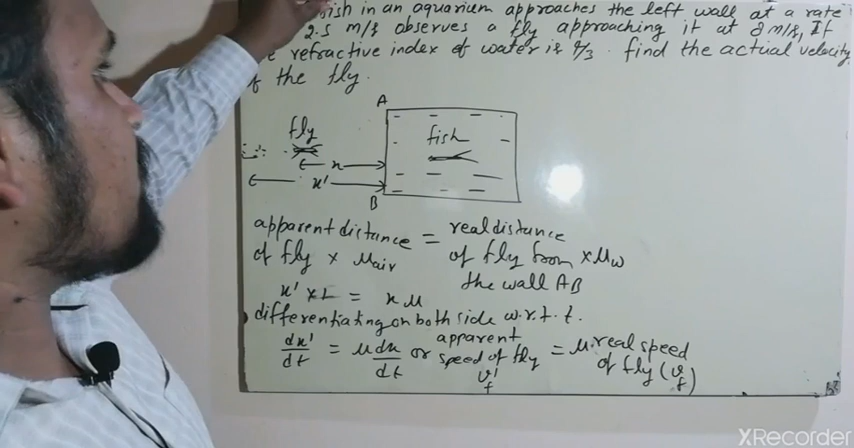 ish in an aquarium approaches the left wall at a rate
2.5 m/s observes a fly approaching it at 8 m/s, If
e refractive index of water is 4/3. find the actual velocity
of the fly.
A
fly
fish
x
x'
B
apparent distance = real distance
of fly × μair of fly from × μw
the wall AB
x' × 1 = x μ
differentiating on both side w.r.t. t.
dx'/dt = μ dx/dt or apparent speed of fly v'f = μ. real speed of fly (vf)
XRecorder